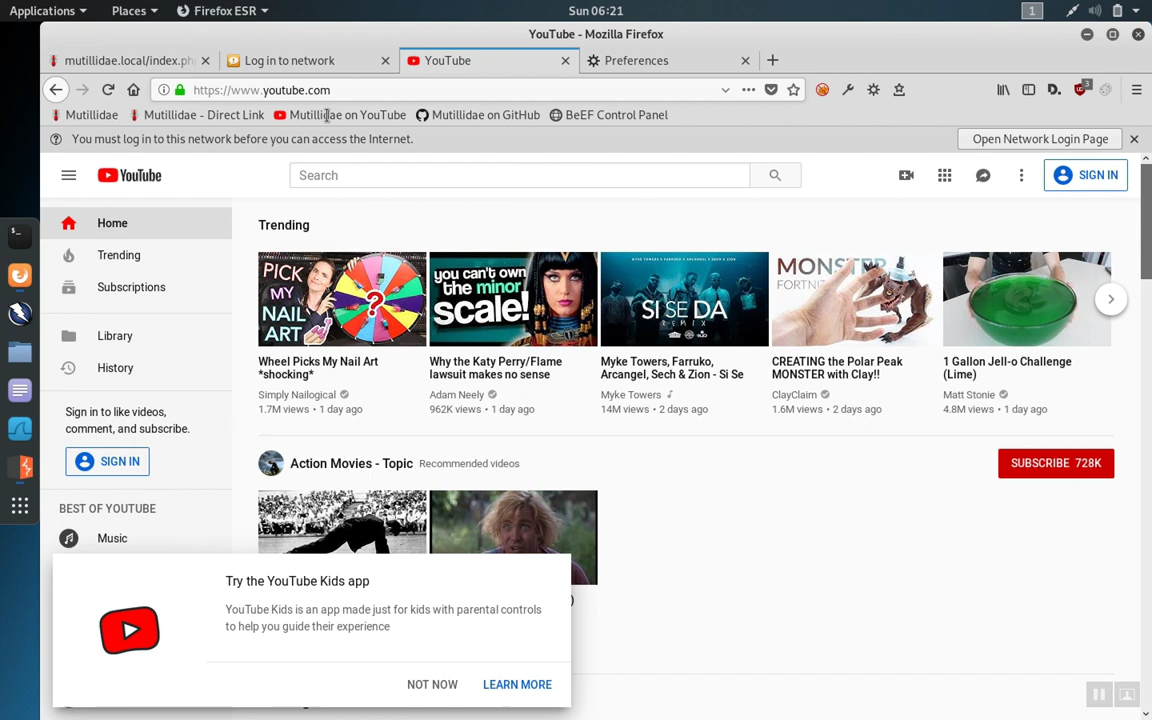 Applications Places Firefox ESR Sun 06:21 1
YouTube - Mozilla Firefox
mutillidae.local/index.ph Log in to network YouTube Preferences
https://www.youtube.com
Mutillidae Mutillidae - Direct Link Mutillidae on YouTube Mutillidae on GitHub BeEF Control Panel
You must log in to this network before you can access the Internet. Open Network Login Page
YouTube Search SIGN IN
Home
Trending
Subscriptions
Library
History
Sign in to like videos,
comment, and subscribe.
SIGN IN
BEST OF YOUTUBE
Music
Trending
PICK
MY
NAIL
ART
?
you can't own
the minor
scale!
MYKE TOWERS / FARRUKO / ARCANGEL / SECH & ZION
SI SE DA
REMIX
MONSTER
FORTNI
Wheel Picks My Nail Art
*shocking*
Simply Nailogical
1.7M views • 1 day ago
Why the Katy Perry/Flame
lawsuit makes no sense
Adam Neely
962K views • 1 day ago
Myke Towers, Farruko,
Arcangel, Sech & Zion - Si Se
Myke Towers
14M views • 2 days ago
CREATING the Polar Peak
MONSTER with Clay!!
ClayClaim
1.6M views • 2 days ago
1 Gallon Jell-o Challenge
(Lime)
Matt Stonie
4.8M views • 1 day ago
Action Movies - Topic Recommended videos SUBSCRIBE 728K
)
Try the YouTube Kids app
YouTube Kids is an app made just for kids with parental controls
to help you guide their experience
NOT NOW LEARN MORE